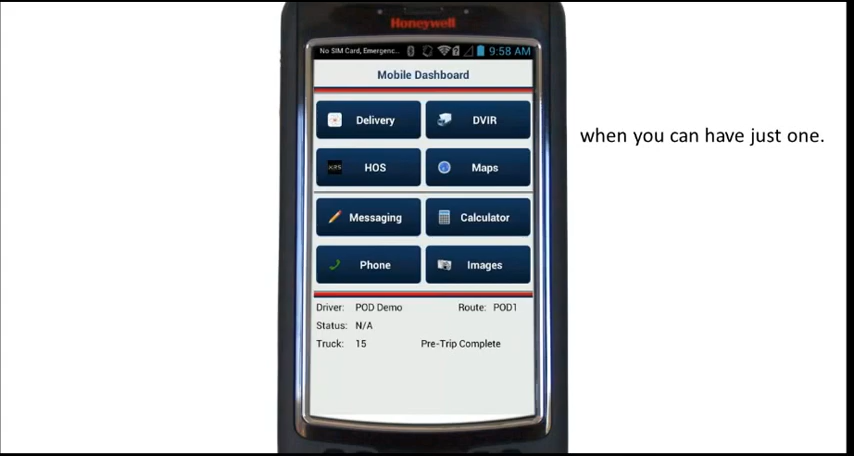 Honeywell
No SIM Card, Emergenc.. 9:58 AM
Mobile Dashboard
Delivery DVIR
XRS HOS Maps
Messaging Calculator
Phone Images
Driver: POD Demo Route: POD1
Status: N/A
Truck: 15 Pre-Trip Complete
when you can have just one.